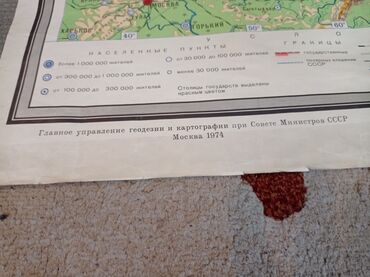 МОСКВА
ТУЛА
ХАРЬКОВ
ГОРЬКИЙ
40° 50° 60°
НАСЕЛЕННЫЕ ПУНКТЫ
ГРАНИЦЫ
более 1 000 000 жителей
от 30 000 до 100 000 жителей
государственные
от 300 000 до 1 000 000 жителей
менее 30 000 жителей
полярных владений СССР
от 100 000 до 300 000 жителей
Столицы государств выделены
красным цветом
Главное управление геодезии и картографии при Совете Министров СССР
Москва 1974